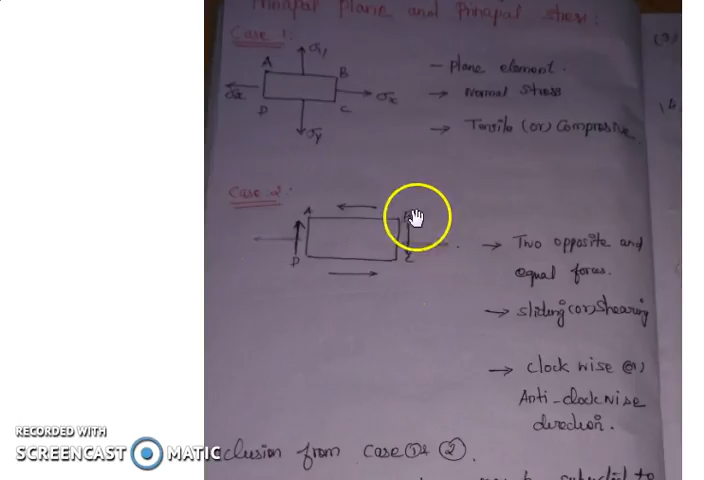 Principal plane and Principal stress:
(3)
Case 1:
σy
A
B
- plane element.
σx
σx
→ normal stress
D
C
(4.
σy
→ Tensile (or) Compressive
Case 2:
A
→ Two opposite and
D
C
equal forces.
→ sliding (or) shearing
→ clock wise (or)
Anti-clockwise
direction.
RECORDED WITH
SCREENCAST MATIC
clusion from case ① & ②.